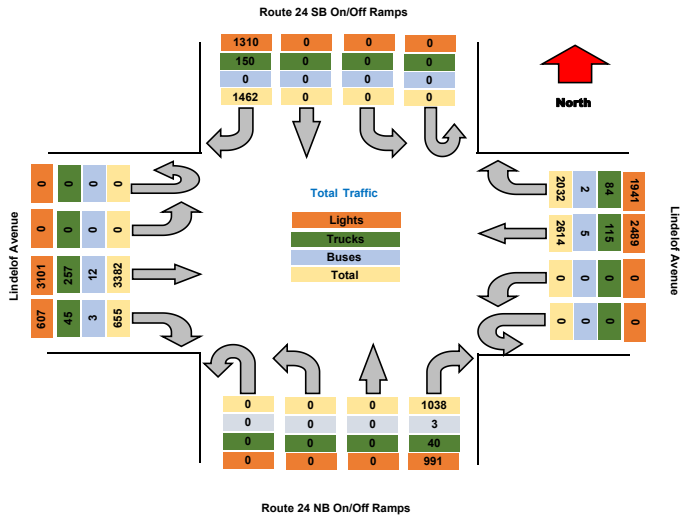 Route 24 SB On/Off Ramps
1310 0 0 0
150 0 0 0
0 0 0 0
1462 0 0 0
North
Lindelof Avenue
0 0 0 0
0 0 0 0
3101 257 12 3382
607 45 3 655
Total Traffic
Lights
Trucks
Buses
Total
2032 2 84 1941
2614 5 115 2489
0 0 0 0
0 0 0 0
Lindelof Avenue
0 0 0 1038
0 0 0 3
0 0 0 40
0 0 0 991
Route 24 NB On/Off Ramps